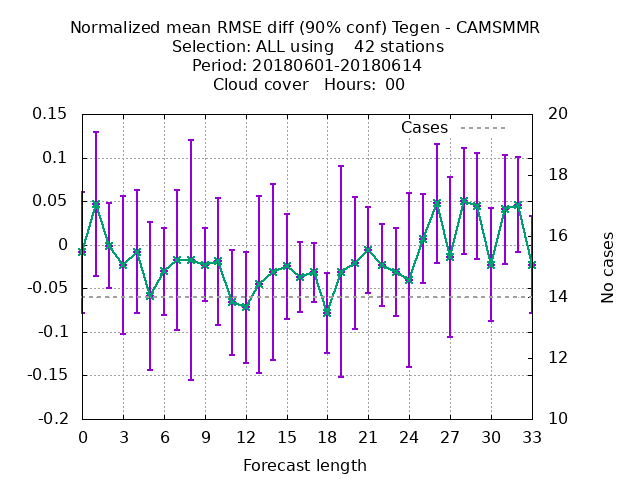 Normalized mean RMSE diff (90% conf) Tegen - CAMSMMR
Selection: ALL using    42 stations
Period: 20180601-20180614
Cloud cover   Hours:  00
0.15
0.1
0.05
0
-0.05
-0.1
-0.15
-0.2
Cases
20
18
16
14
12
10
No cases
0 3 6 9 12 15 18 21 24 27 30 33
Forecast length